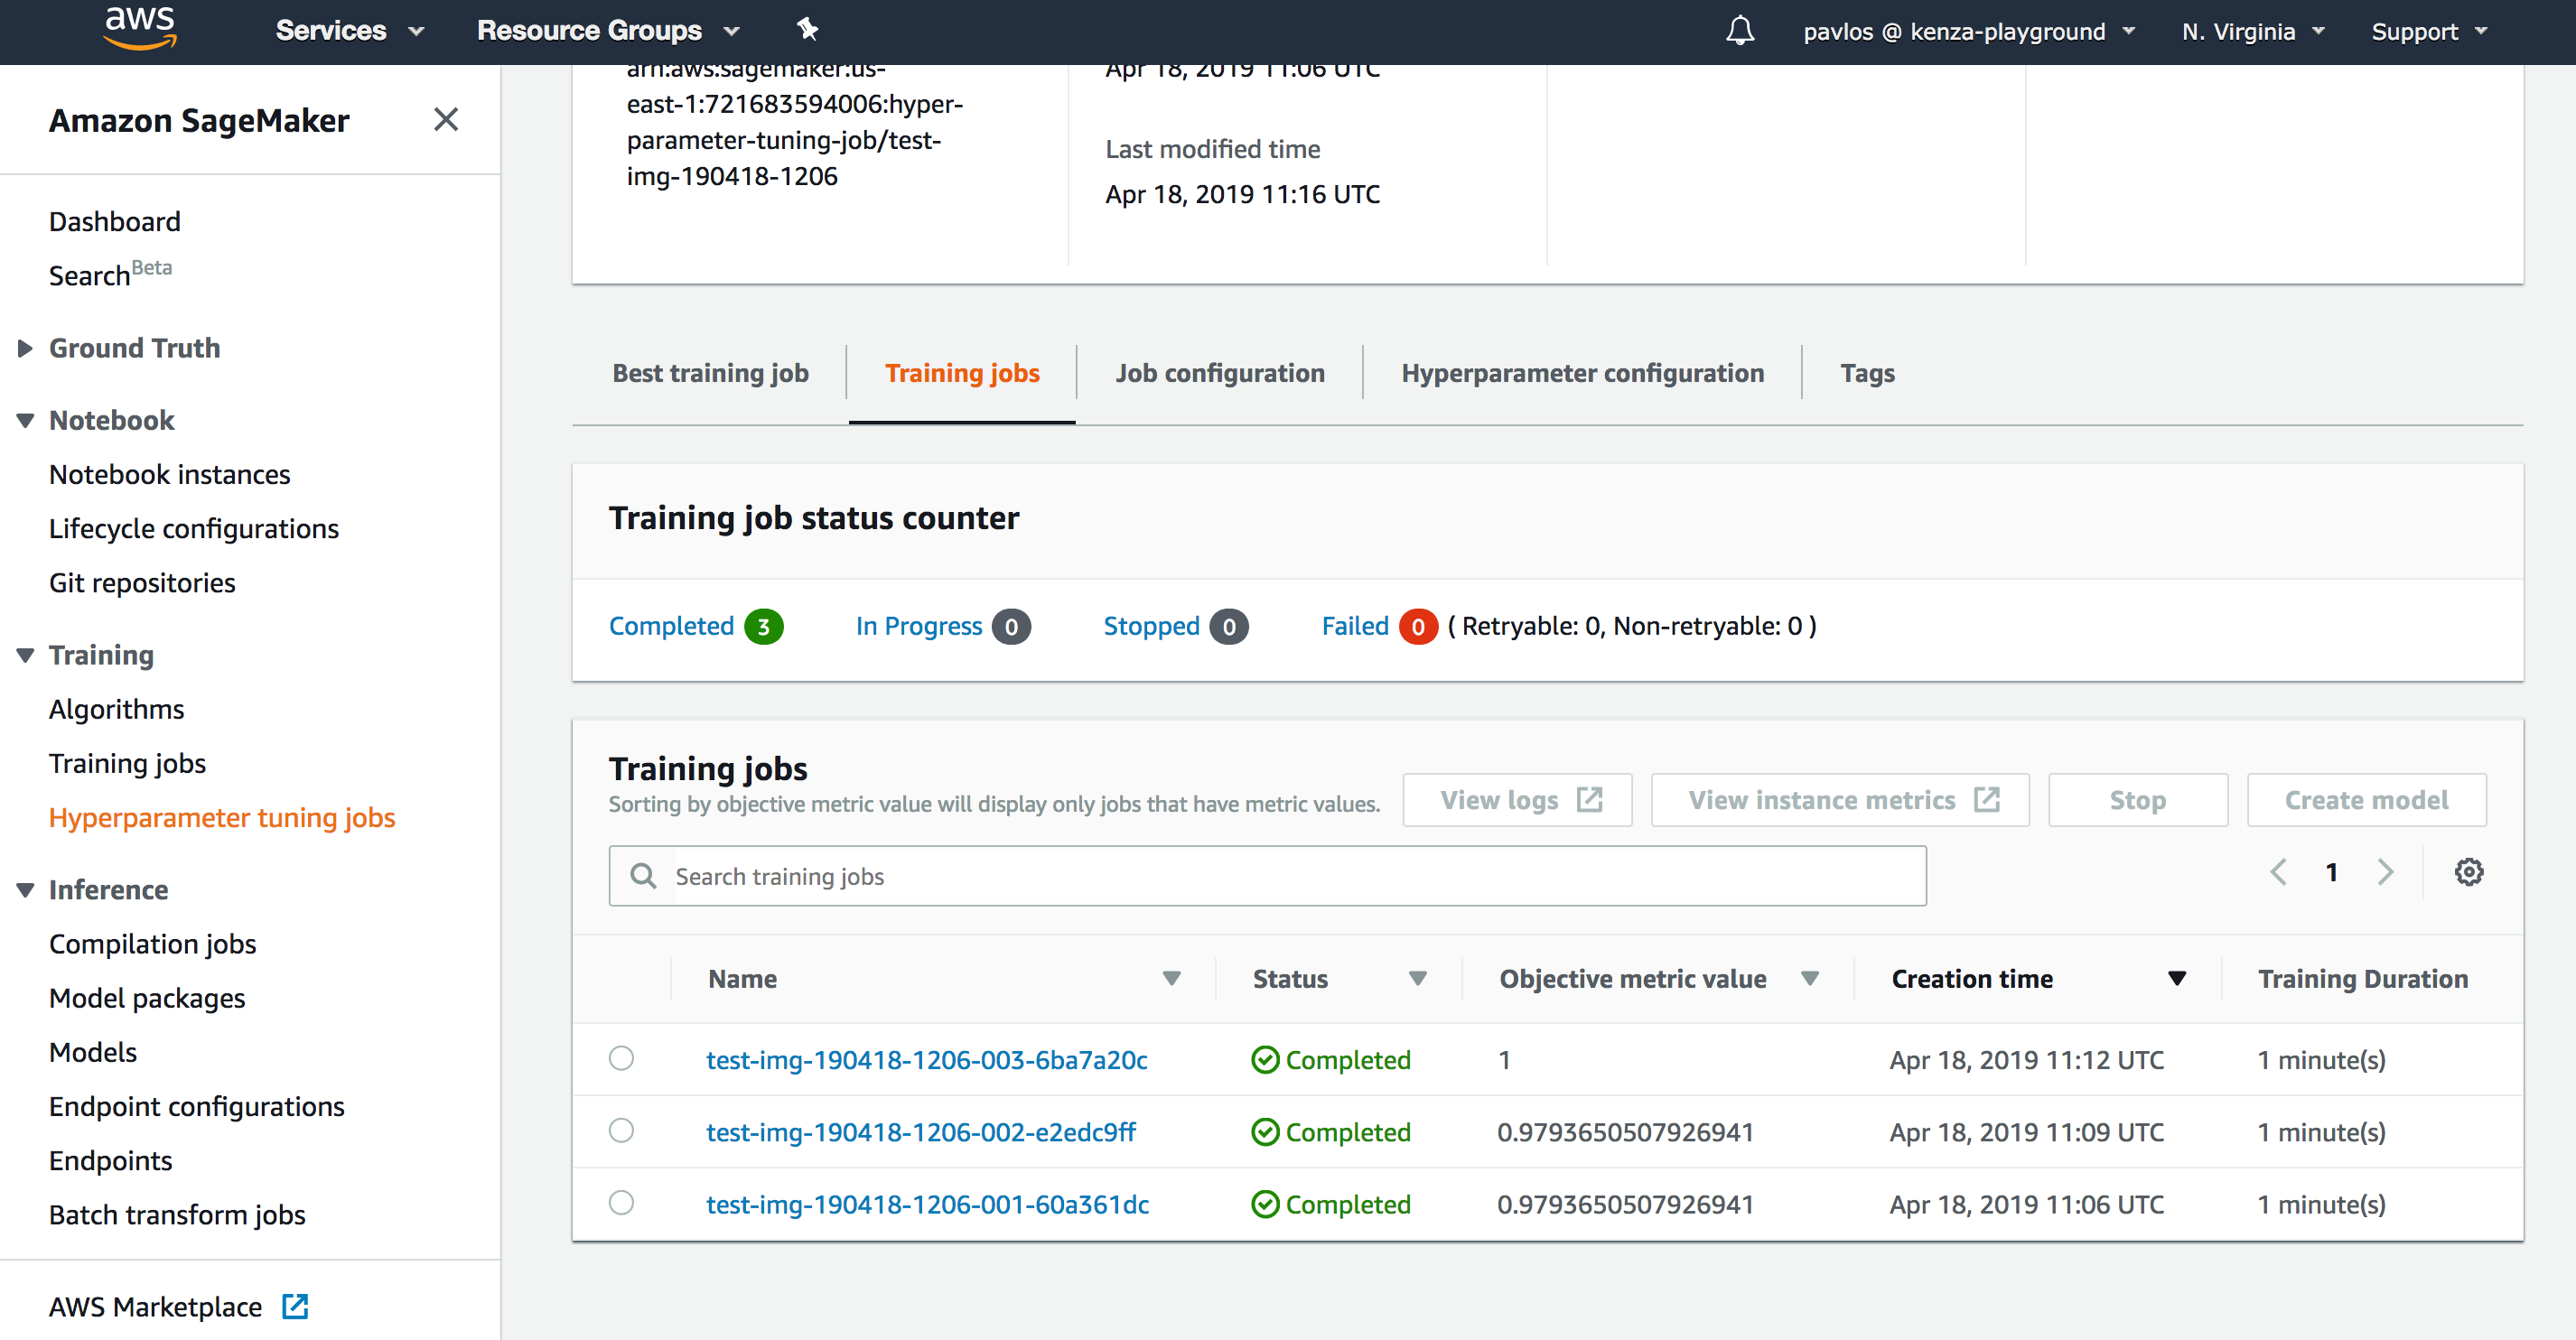 aws
Services
Resource Groups
pavlos @ kenza-playground
N. Virginia
Support
Amazon SageMaker
Dashboard
Search Beta
Ground Truth
Notebook
Notebook instances
Lifecycle configurations
Git repositories
Training
Algorithms
Training jobs
Hyperparameter tuning jobs
Inference
Compilation jobs
Model packages
Models
Endpoint configurations
Endpoints
Batch transform jobs
AWS Marketplace
arn:aws:sagemaker:us-
east-1:721683594006:hyper-
parameter-tuning-job/test-
img-190418-1206
Apr 18, 2019 11:06 UTC
Last modified time
Apr 18, 2019 11:16 UTC
Best training job
Training jobs
Job configuration
Hyperparameter configuration
Tags
Training job status counter
Completed 3
In Progress 0
Stopped 0
Failed 0 ( Retryable: 0, Non-retryable: 0 )
Training jobs
Sorting by objective metric value will display only jobs that have metric values.
View logs
View instance metrics
Stop
Create model
Search training jobs
1
Name Status Objective metric value Creation time Training Duration
test-img-190418-1206-003-6ba7a20c Completed 1 Apr 18, 2019 11:12 UTC 1 minute(s)
test-img-190418-1206-002-e2edc9ff Completed 0.9793650507926941 Apr 18, 2019 11:09 UTC 1 minute(s)
test-img-190418-1206-001-60a361dc Completed 0.9793650507926941 Apr 18, 2019 11:06 UTC 1 minute(s)